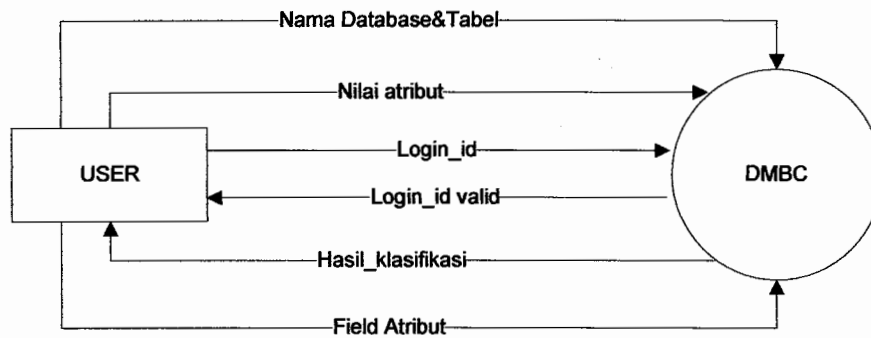 Nama Database&Tabel
Nilai atribut
Login_id
USER
DMBC
Login_id valid
Hasil_klasifikasi
Field Atribut